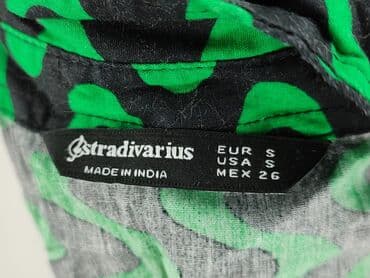 stradivarius
MADE IN INDIA
EUR S
USA S
MEX 26